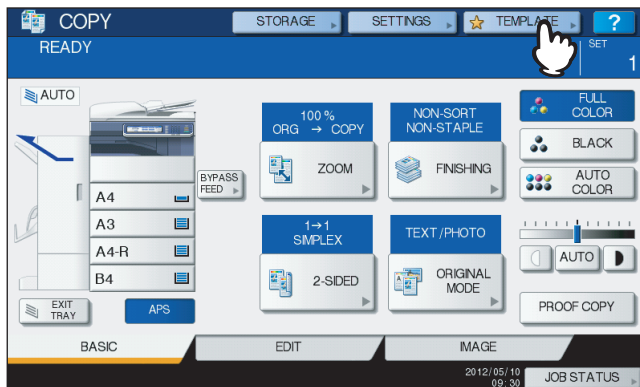 COPY
STORAGE
SETTINGS
TEMPLATE
?
READY
SET
1
AUTO
100 %
ORG → COPY
NON-SORT
NON-STAPLE
FULL
COLOR
BLACK
ZOOM
FINISHING
AUTO
COLOR
BYPASS
FEED
A4
A3
A4-R
B4
1→1
SIMPLEX
TEXT/PHOTO
2-SIDED
ORIGINAL
MODE
AUTO
EXIT
TRAY
APS
PROOF COPY
BASIC
EDIT
IMAGE
2012/05/10
09:30
JOB STATUS